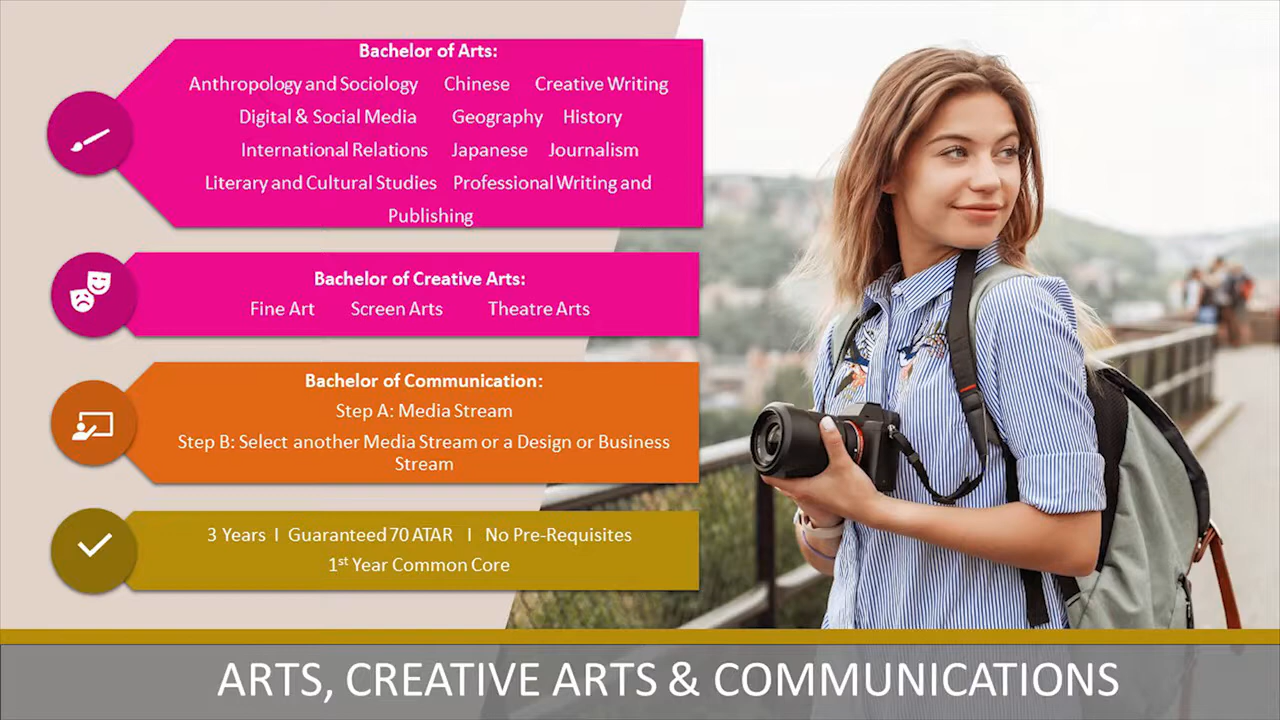 Bachelor of Arts:
Anthropology and Sociology Chinese Creative Writing
Digital & Social Media Geography History
International Relations Japanese Journalism
Literary and Cultural Studies Professional Writing and
Publishing
Bachelor of Creative Arts:
Fine Art Screen Arts Theatre Arts
Bachelor of Communication:
Step A: Media Stream
Step B: Select another Media Stream or a Design or Business
Stream
3 Years I Guaranteed 70 ATAR I No Pre-Requisites
1st Year Common Core
ARTS, CREATIVE ARTS & COMMUNICATIONS